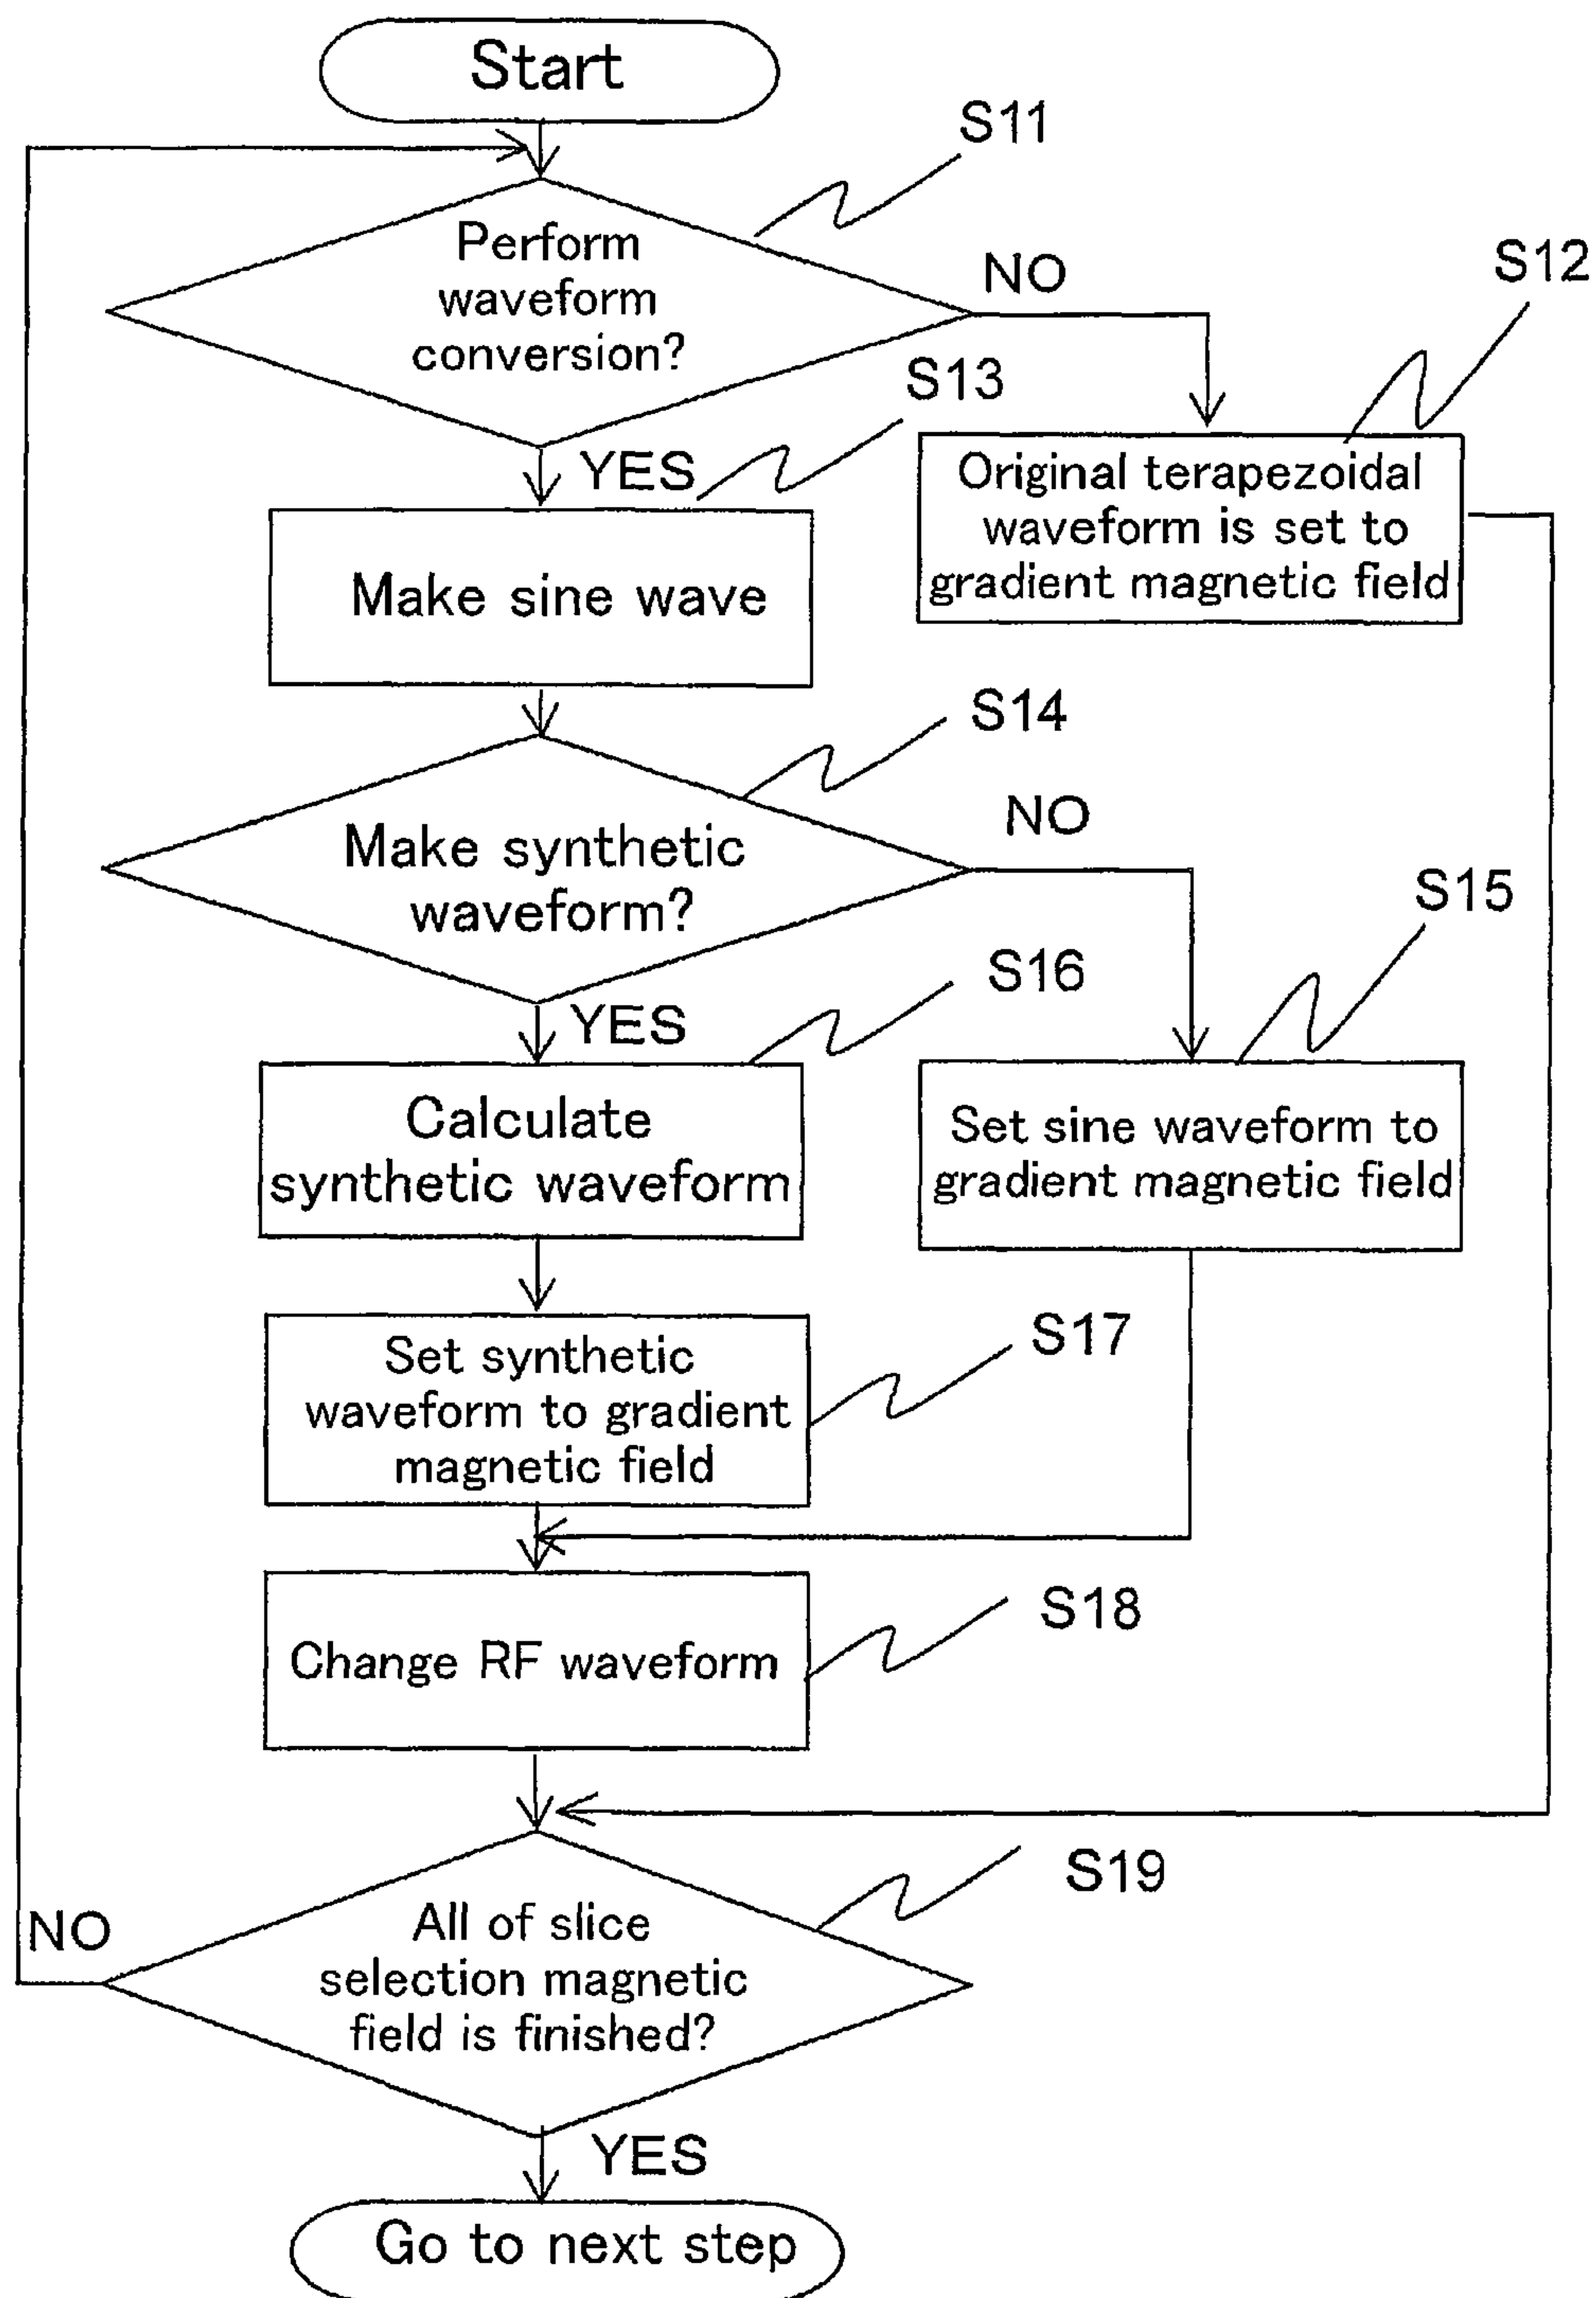 Start
S11
Perform
waveform
conversion?
NO
S12
Original terapezoidal
waveform is set to
gradient magnetic field
YES
S13
Make sine wave
S14
Make synthetic
waveform?
NO
S15
Set sine waveform to
gradient magnetic field
YES
S16
Calculate
synthetic waveform
S17
Set synthetic
waveform to gradient
magnetic field
S18
Change RF waveform
S19
All of slice
selection magnetic
field is finished?
NO
YES
Go to next step